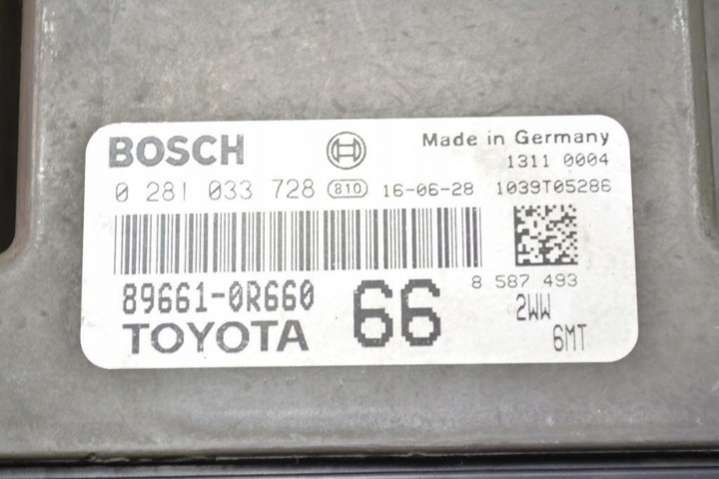 BOSCH Made in Germany
1311 0004
0 281 033 728 810 16-06-28 1039T05286
8 587 493
89661-0R660 66 2WW
TOYOTA 6MT